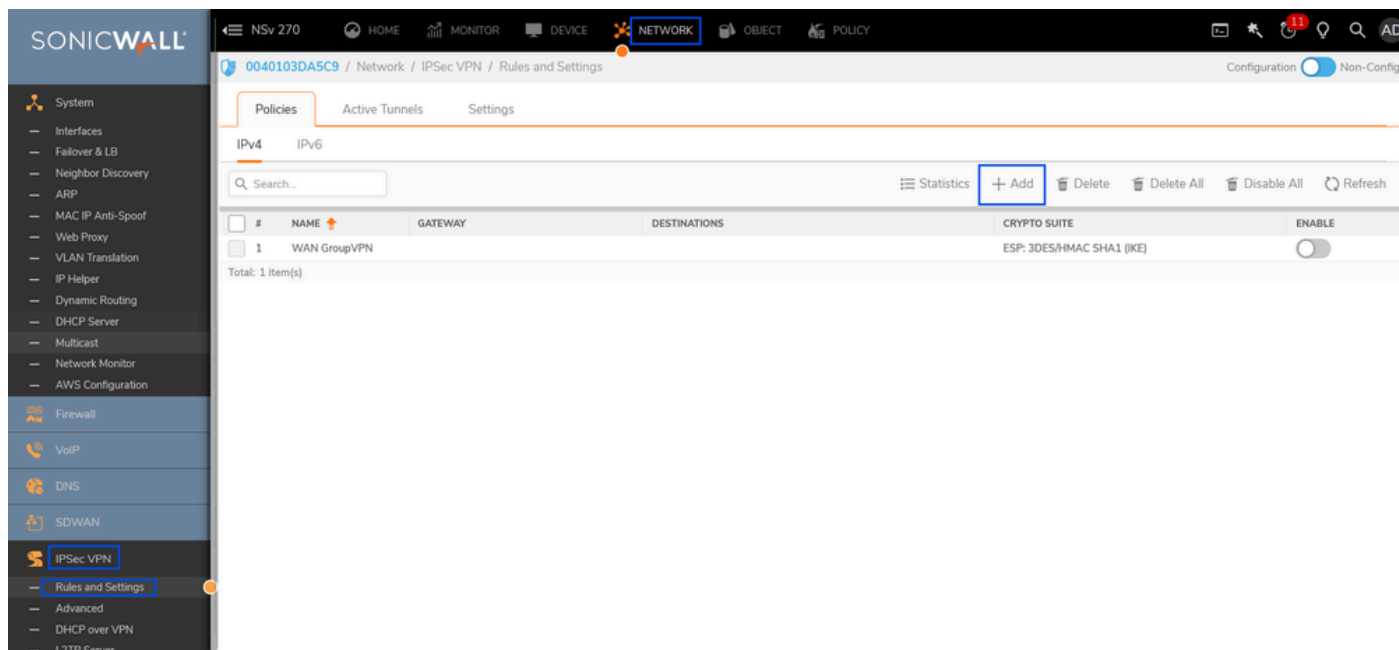 SONICWALL
NSv 270 HOME MONITOR DEVICE NETWORK OBJECT POLICY 11 AD
0040103DA5C9 / Network / IPSec VPN / Rules and Settings Configuration Non-Config
System
Interfaces
Failover & LB
Neighbor Discovery
ARP
MAC IP Anti-Spoof
Web Proxy
VLAN Translation
IP Helper
Dynamic Routing
DHCP Server
Multicast
Network Monitor
AWS Configuration
Firewall
VoIP
DNS
SDWAN
IPSec VPN
Rules and Settings
Advanced
DHCP over VPN
L2TP Server
Policies Active Tunnels Settings
IPv4 IPv6
Search... Statistics + Add Delete Delete All Disable All Refresh
# NAME GATEWAY DESTINATIONS CRYPTO SUITE ENABLE
1 WAN GroupVPN ESP: 3DES/HMAC SHA1 (IKE)
Total: 1 item(s)